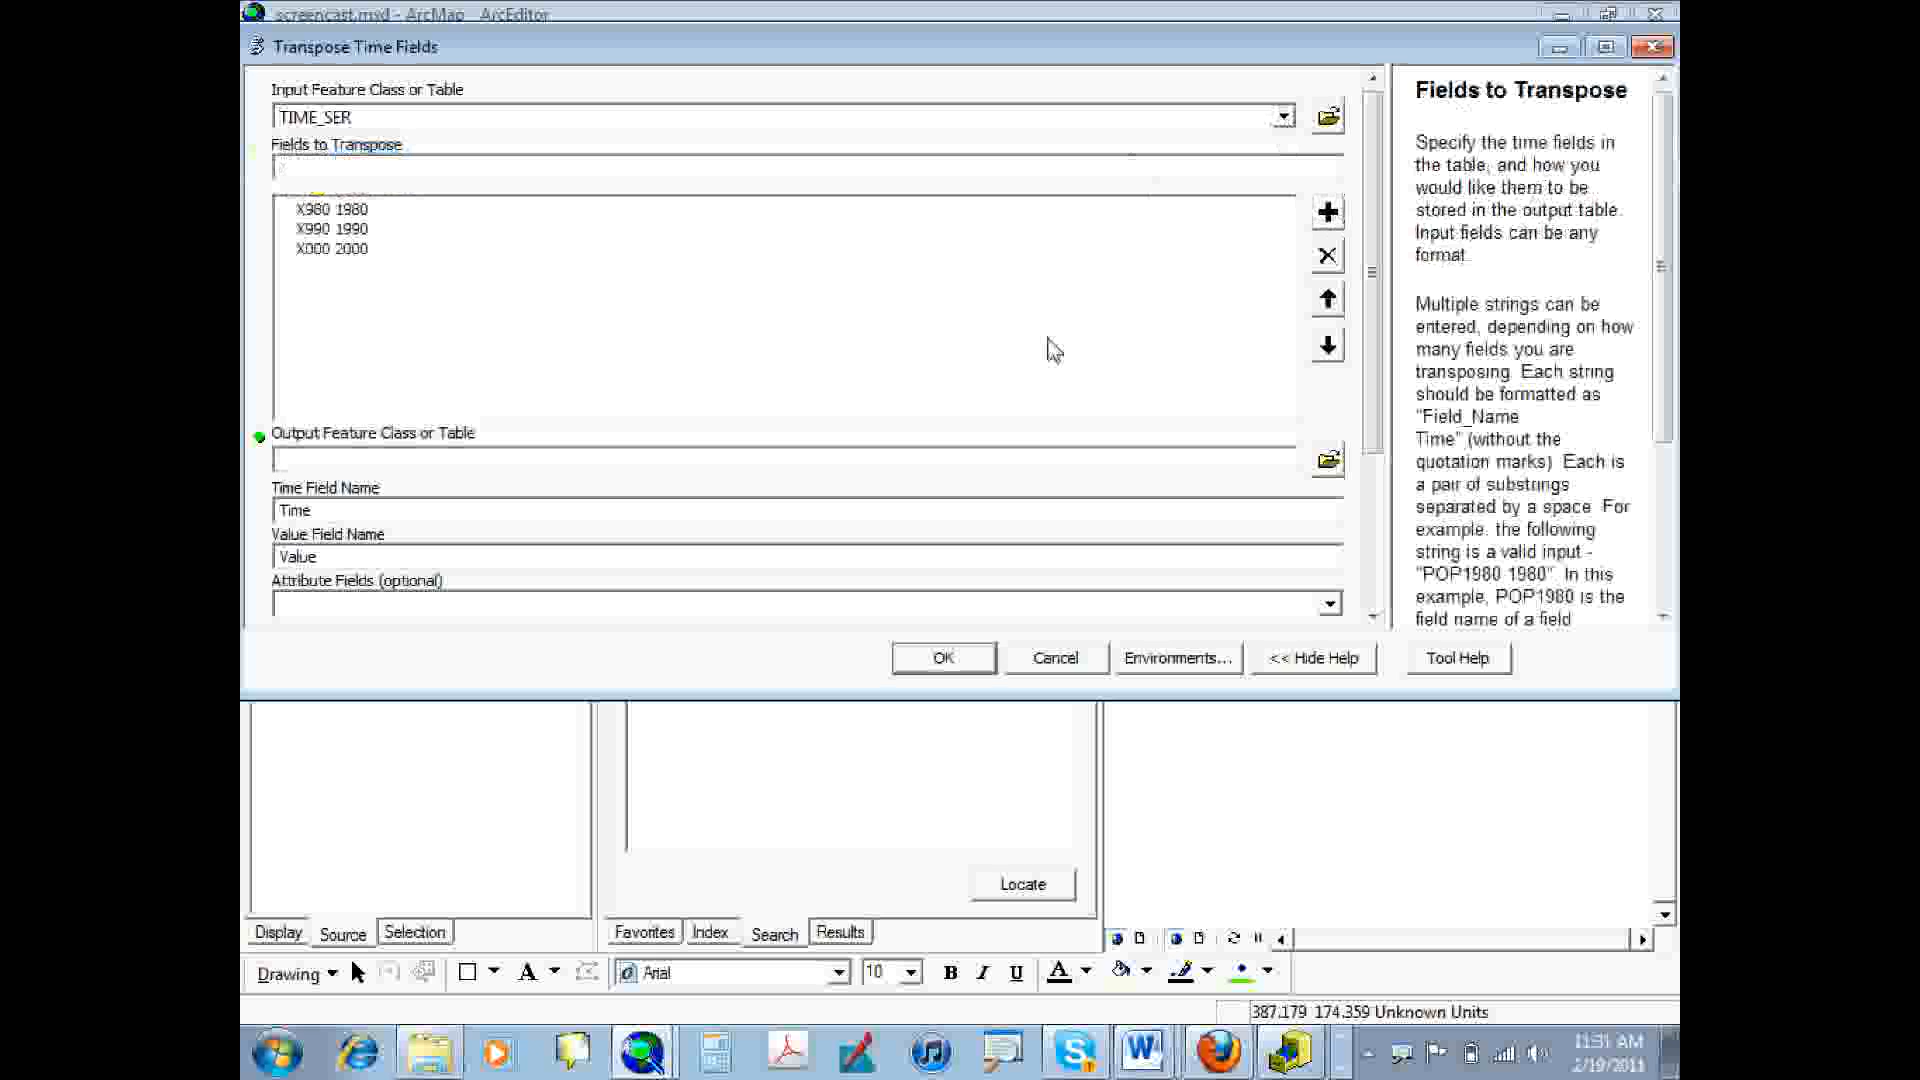 screencast.mxd - ArcMap - ArcEditor
Transpose Time Fields
Input Feature Class or Table
TIME_SER
Fields to Transpose
X980 1980
X990 1990
X000 2000
Output Feature Class or Table
Time Field Name
Time
Value Field Name
Value
Attribute Fields (optional)
OK
Cancel
Environments...
<< Hide Help
Tool Help
Fields to Transpose
Specify the time fields in
the table, and how you
would like them to be
stored in the output table.
Input fields can be any
format.
Multiple strings can be
entered, depending on how
many fields you are
transposing. Each string
should be formatted as
"Field_Name
Time" (without the
quotation marks). Each is
a pair of substrings
separated by a space. For
example, the following
string is a valid input -
"POP1980 1980". In this
example, POP1980 is the
field name of a field
Locate
Display
Source
Selection
Favorites
Index
Search
Results
Drawing
A
Arial
10
B
I
U
A
387.179 174.359 Unknown Units
11:31 AM
2/19/2011